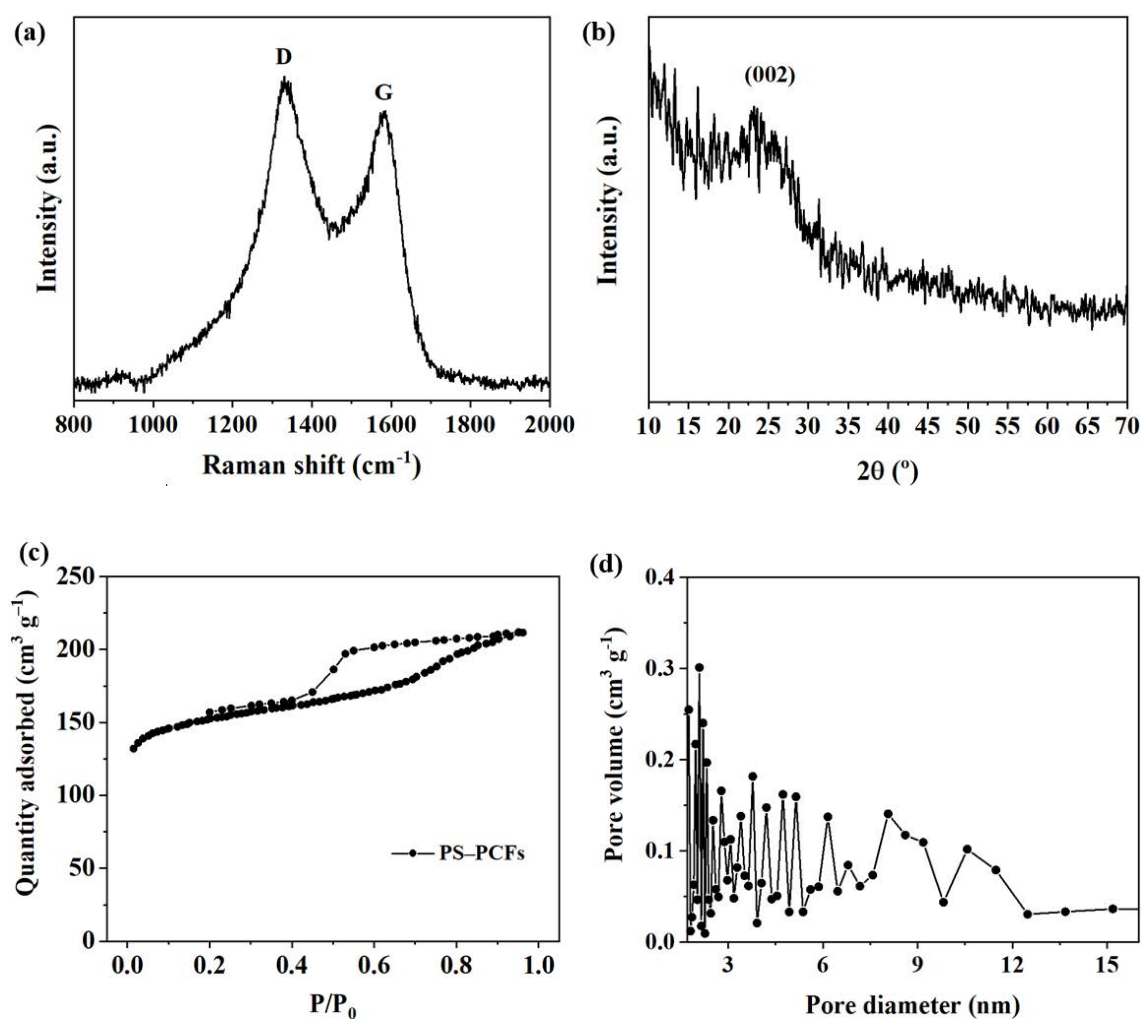 (a)
D
G
Intensity (a.u.)
800 1000 1200 1400 1600 1800 2000
Raman shift (cm⁻¹)
(b)
(002)
Intensity (a.u.)
10 15 20 25 30 35 40 45 50 55 60 65 70
2θ (º)
(c)
250
200
150
100
50
0
Quantity adsorbed (cm³ g⁻¹)
PS–PCFs
0.0 0.2 0.4 0.6 0.8 1.0
P/P₀
(d)
0.4
0.3
0.2
0.1
0.0
Pore volume (cm³ g⁻¹)
3 6 9 12 15
Pore diameter (nm)